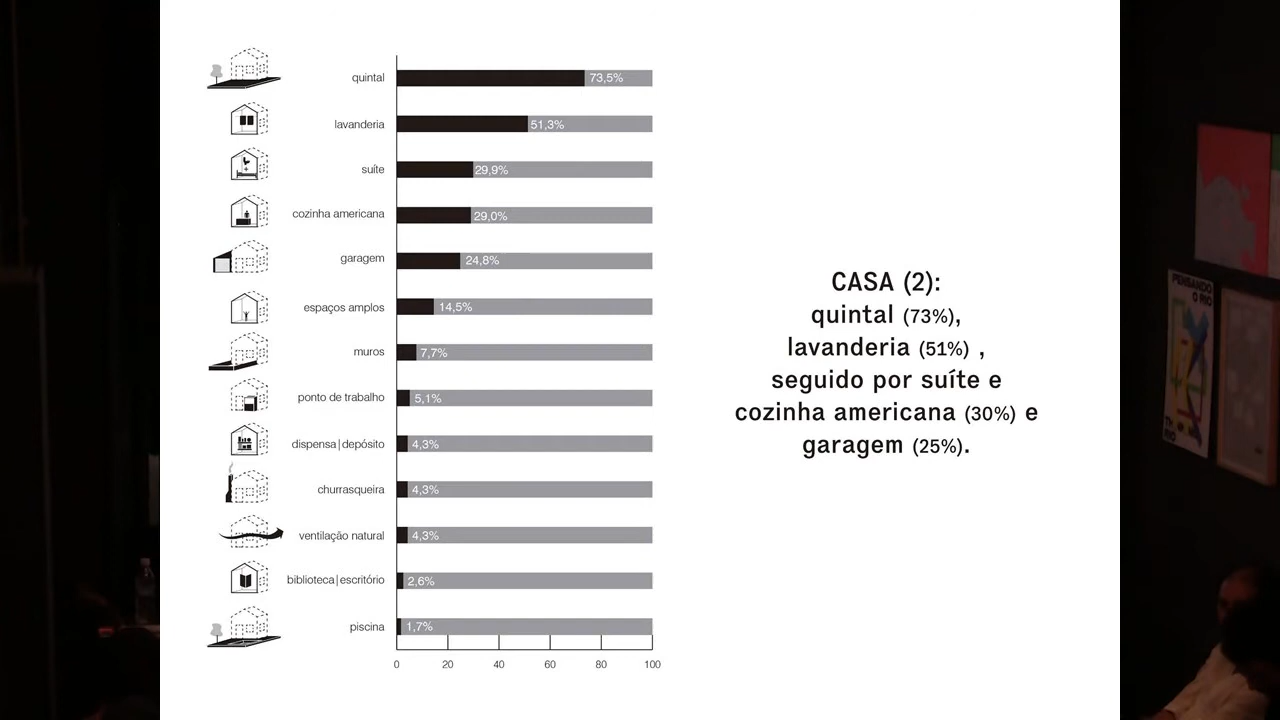 quintal 73,5%
lavanderia 51,3%
suíte 29,9%
cozinha americana 29,0%
garagem 24,8%
espaços amplos 14,5%
muros 7,7%
ponto de trabalho 5,1%
dispensa|depósito 4,3%
churrasqueira 4,3%
ventilação natural 4,3%
biblioteca|escritório 2,6%
piscina 1,7%
0 20 40 60 80 100
CASA (2):
quintal (73%),
lavanderia (51%) ,
seguido por suíte e
cozinha americana (30%) e
garagem (25%).
PENSANDO
O RIO